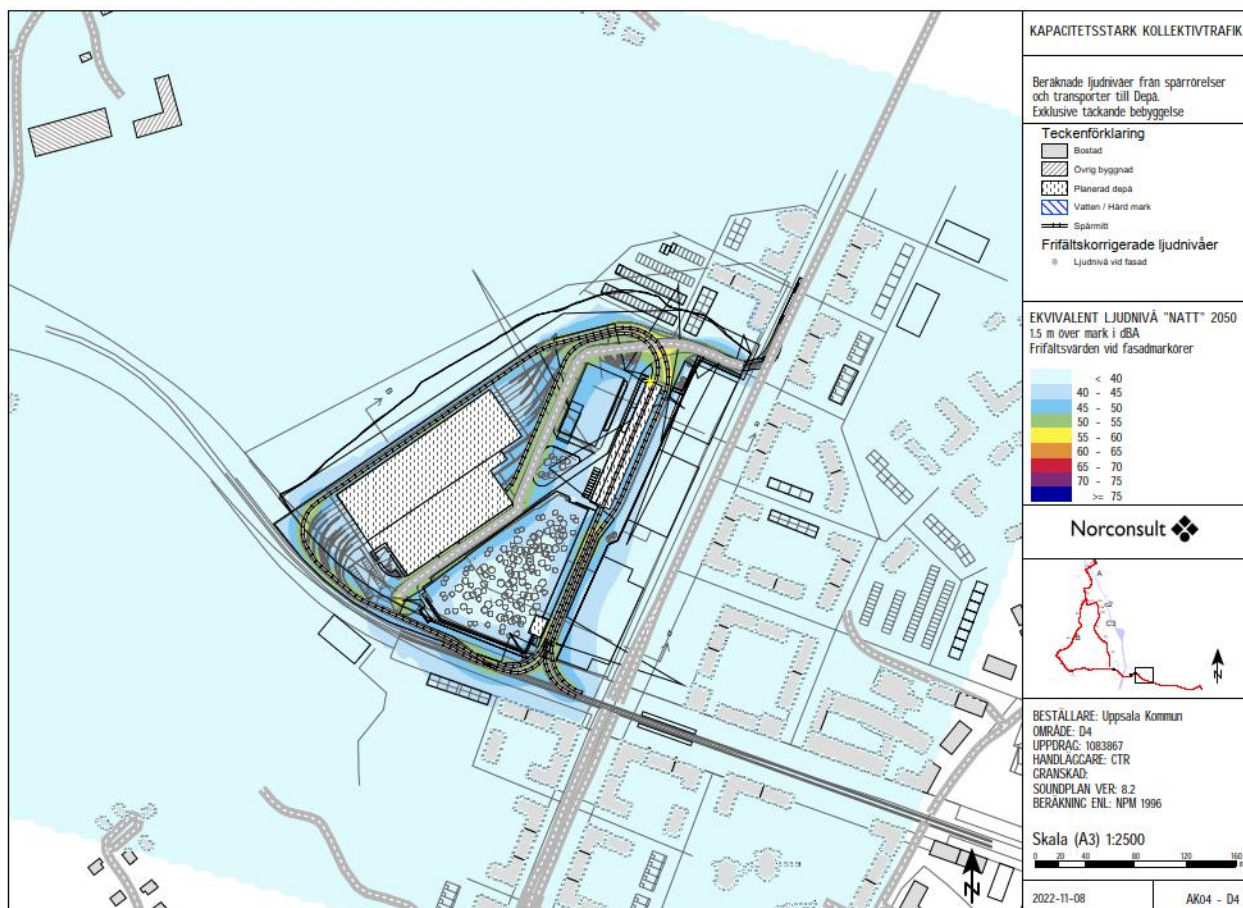 KAPACITETSSTARK KOLLEKTIVTRAFIK
Beräknade ljudnivåer från spårrörelser
och transporter till Depå.
Exklusive täckande bebyggelse
Teckenförklaring
Bostad
Övrig byggnad
Planerad depå
Vatten / Hård mark
Spårmitt
Frifältskorrigerade ljudnivåer
Ljudnivå vid fasad
EKVIVALENT LJUDNIVÅ "NATT" 2050
1.5 m över mark i dBA
Frifältsvärden vid fasadmarkörer
< 40
40 - 45
45 - 50
50 - 55
55 - 60
60 - 65
65 - 70
70 - 75
>= 75
Norconsult
A
c2
C3
B
N
BESTÄLLARE: Uppsala Kommun
OMRÅDE: D4
UPPDRAG: 1083867
HANDLÄGGARE: CTR
GRANSKAD:
SOUNDPLAN VER: 8.2
BERÄKNING ENL: NPM 1996
Skala (A3) 1:2500
0 20 40 80 120 160
m
N
2022-11-08 AK04 - D4